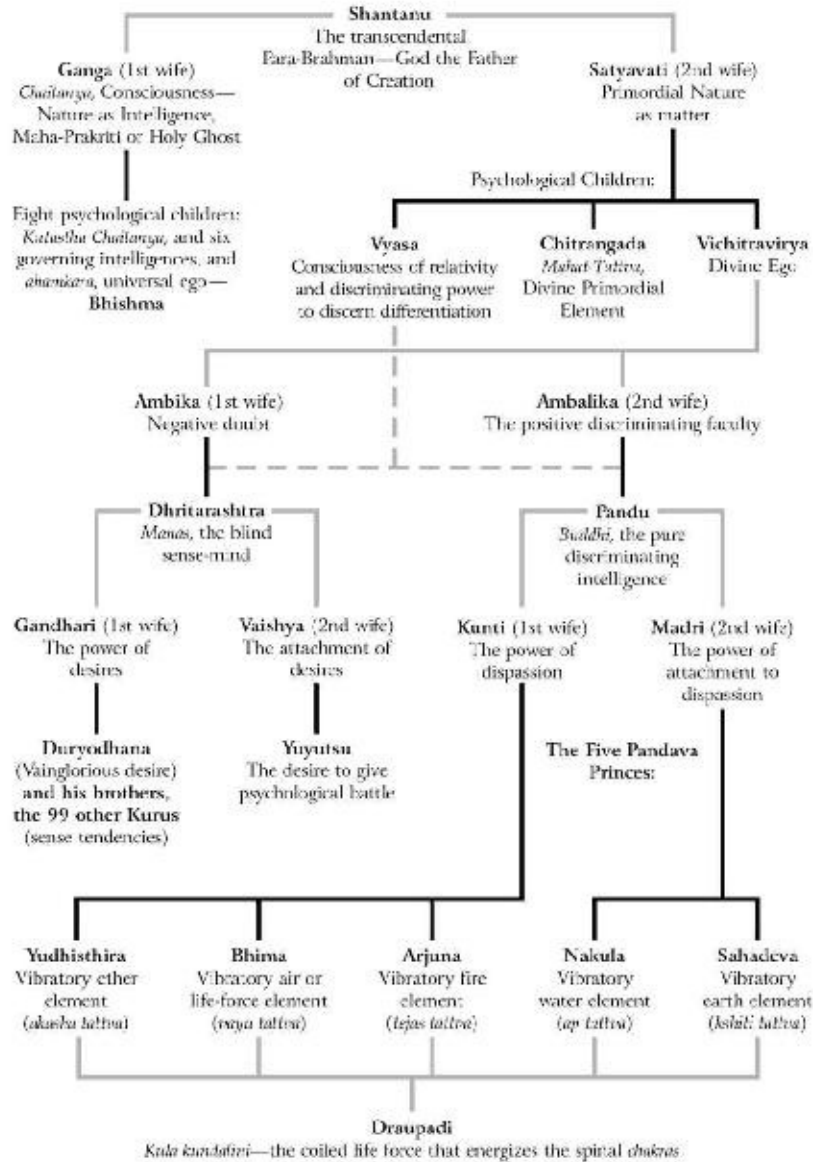 Shantanu
The transcendental
Para-Brahman—God the Father
of Creation
Ganga (1st wife)
Chaitanya, Consciousness—
Nature as Intelligence,
Maha-Prakriti or Holy Ghost
Satyavati (2nd wife)
Primordial Nature
as matter
Psychological Children:
Eight psychological children:
Kutastha Chaitanya, and six
governing intelligences, and
ahamkara, universal ego—
Bhishma
Vyasa
Consciousness of relativity
and discriminating power
to discern differentiation
Chitrangada
Mahat-Tattva,
Divine Primordial
Element
Vichitravirya
Divine Ego
Ambika (1st wife)
Negative doubt
Ambalika (2nd wife)
The positive discriminating faculty
Dhritarashtra
Manas, the blind
sense-mind
Pandu
Buddhi, the pure
discriminating
intelligence
Gandhari (1st wife)
The power of
desires
Vaishya (2nd wife)
The attachment of
desires
Kunti (1st wife)
The power of
dispassion
Madri (2nd wife)
The power of
attachment to
dispassion
Duryodhana
(Vainglorious desire)
and his brothers,
the 99 other Kurus
(sense tendencies)
Yuyutsu
The desire to give
psychological battle
The Five Pandava
Princes:
Yudhisthira
Vibratory ether
element
(akasha tattva)
Bhima
Vibratory air or
life-force element
(vayu tattva)
Arjuna
Vibratory fire
element
(tejas tattva)
Nakula
Vibratory
water element
(ap tattva)
Sahadeva
Vibratory
earth element
(kshiti tattva)
Draupadi
Kula kundalini—the coiled life force that energizes the spinal chakras